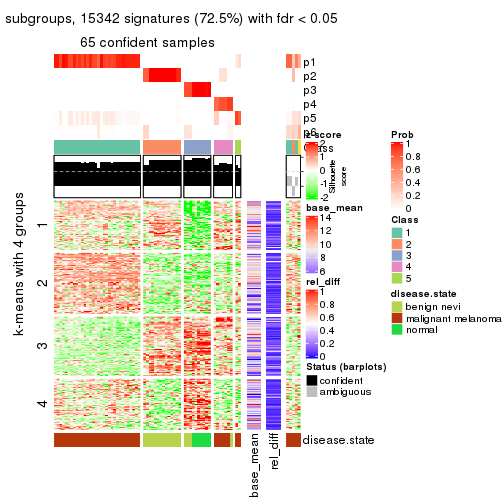 subgroups, 15342 signatures (72.5%) with fdr < 0.05
65 confident samples
p1
p2
p3
p4
p5
p6
Class
z-score
2
1
0
-1
-2
Silhouette
score
base_mean
14
12
10
8
6
rel_diff
1
0.8
0.6
0.4
0.2
0
Status (barplots)
confident
ambiguous
Prob
1
0.8
0.6
0.4
0.2
0
Class
1
2
3
4
5
disease.state
benign nevi
malignant melanoma
normal
k-means with 4 groups
1
2
3
4
disease.state
base_mean
rel_diff